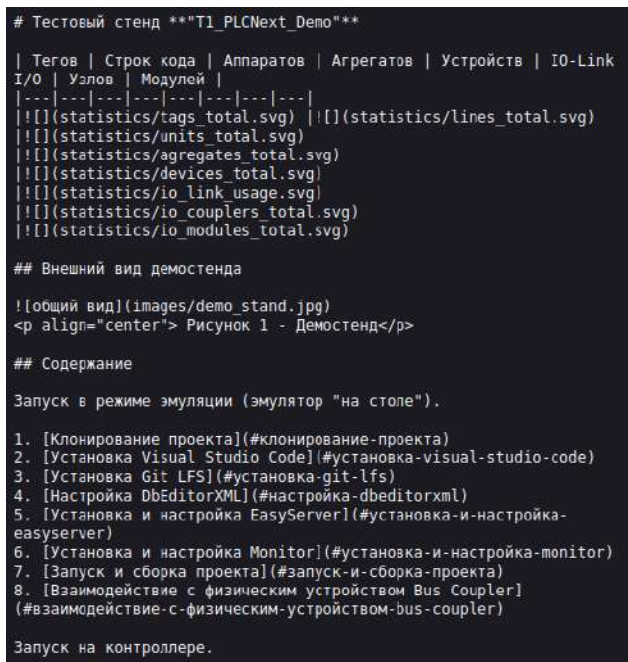 # Тестовый стенд **"T1_PLCNext_Demo"**
| Тегов | Строк кода | Аппаратов | Агрегатов | Устройств | IO-Link
I/O | Узлов | Модулей |
|---|---|---|---|---|---|---|---|
|![](statistics/tags_total.svg) |![](statistics/lines_total.svg)
|![](statistics/units_total.svg)
|![](statistics/agregates_total.svg)
|![](statistics/devices_total.svg)
|![](statistics/io_link_usage.svg)
|![](statistics/io_couplers_total.svg)
|![](statistics/io_modules_total.svg)
## Внешний вид демостенда
![общий вид](images/demo_stand.jpg)
<p align="center"> Рисунок 1 - Демостенд</p>
## Содержание
Запуск в режиме эмуляции (эмулятор "на столе").
1. [Клонирование проекта](#клонирование-проекта)
2. [Установка Visual Studio Code](#установка-visual-studio-code)
3. [Установка Git LFS](#установка-git-lfs)
4. [Настройка DbEditorXML](#настройка-dbeditorxml)
5. [Установка и настройка EasyServer](#установка-и-настройка-
easyserver)
6. [Установка и настройка Monitor](#установка-и-настройка-monitor)
7. [Запуск и сборка проекта](#запуск-и-сборка-проекта)
8. [Взаимодействие с физическим устройством Bus Coupler]
(#взаимодействие-с-физическим-устройством-bus-coupler)
Запуск на контроллере.